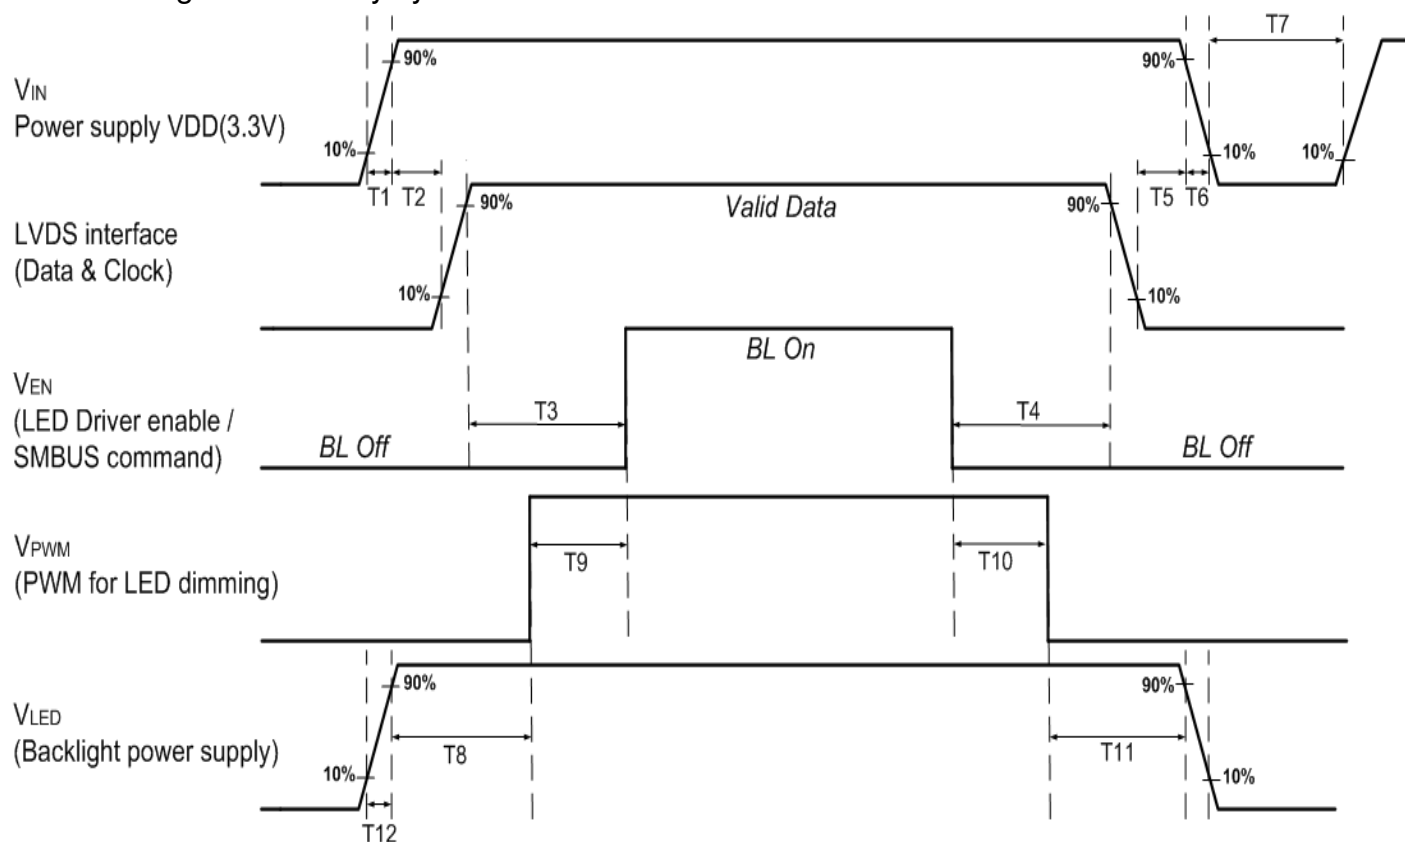 T7
90%
90%
VIN
Power supply VDD(3.3V)
10%
10%
10%
T1
T2
T5
T6
90%
Valid Data
90%
LVDS interface
(Data & Clock)
10%
10%
BL On
VEN
(LED Driver enable /
SMBUS command)
T3
T4
BL Off
BL Off
VPWM
(PWM for LED dimming)
T9
T10
90%
90%
VLED
(Backlight power supply)
T8
T11
10%
10%
T12